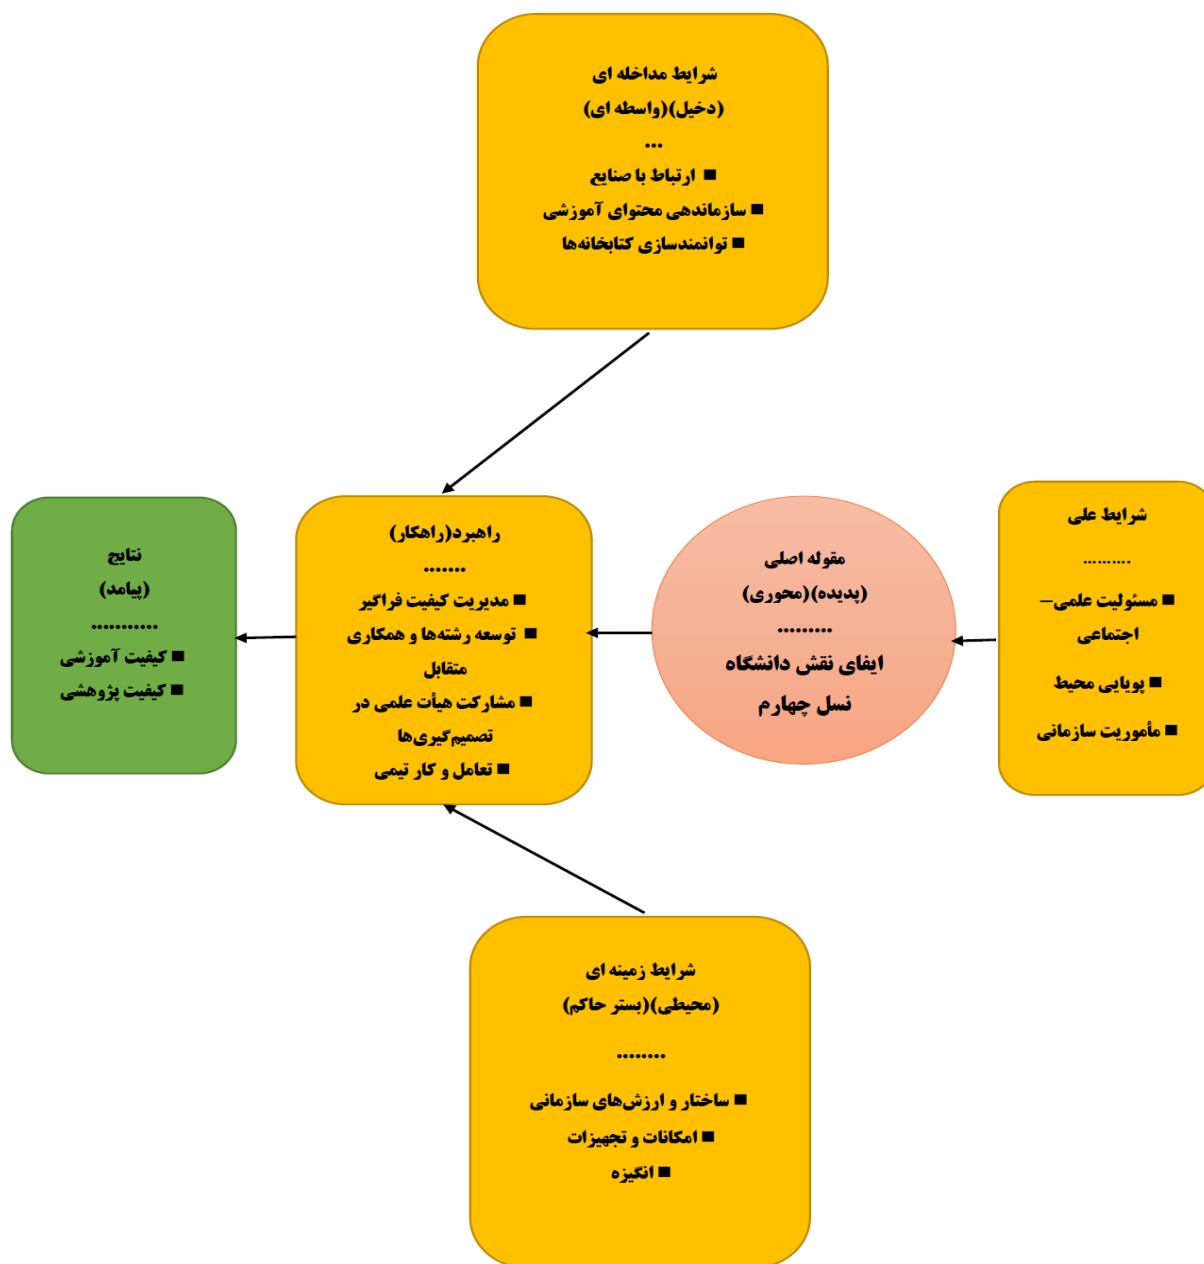 شرایط مداخله ای
(دخیل)(واسطه ای)
...
■ ارتباط با صنایع
■ سازماندهی محتوای آموزشی
■ توانمندسازی کتابخانه‌ها
شرایط علی
..........
■ مسئولیت علمی–
اجتماعی
■ پویایی محیط
■ مأموریت سازمانی
مقوله اصلی
(پدیده)(محوری)
.........
ایفای نقش دانشگاه
نسل چهارم
راهبرد(راهکار)
.......
■ مدیریت کیفیت فراگیر
■ توسعه رشته‌ها و همکاری
متقابل
■ مشارکت هیأت علمی در
تصمیم‌گیری‌ها
■ تعامل و کار تیمی
نتایج
(پیامد)
...........
■ کیفیت آموزشی
■ کیفیت پژوهشی
شرایط زمینه ای
(محیطی)(بستر حاکم)
........
■ ساختار و ارزش‌های سازمانی
■ امکانات و تجهیزات
■ انگیزه